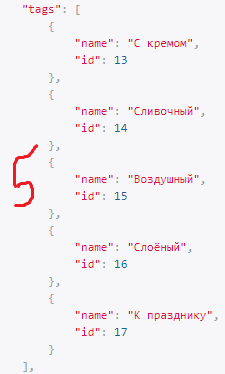 "tags": [
{
"name": "С кремом",
"id": 13
},
{
"name": "Сливочный",
"id": 14
},
{
"name": "Воздушный",
"id": 15
},
{
"name": "Слоёный",
"id": 16
},
{
"name": "К празднику",
"id": 17
}
],
5